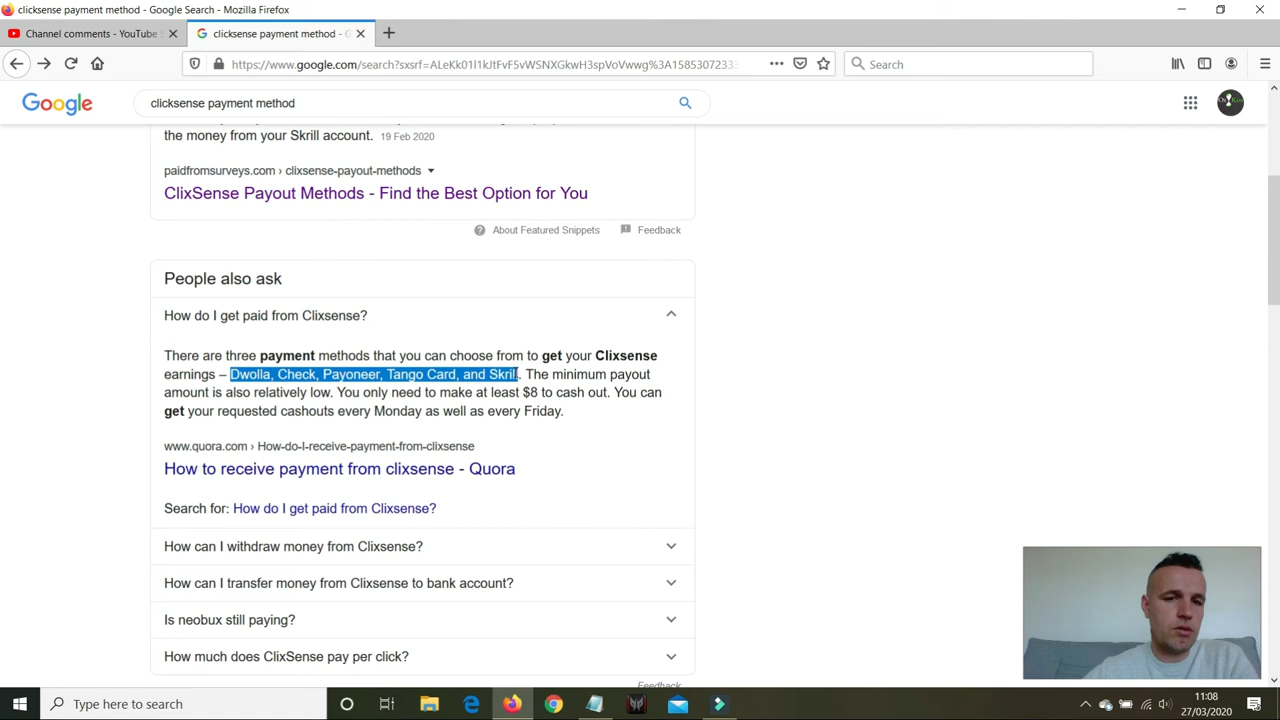 clicksense payment method - Google Search - Mozilla Firefox
Channel comments - YouTube
clicksense payment method - G
https://www.google.com/search?sxsrf=ALeKk01l1kJtFvF5vWSNXGkwH3spVoVvwg%3A1585307233
Search
Google
clicksense payment method
the money from your Skrill account. 19 Feb 2020
paidfromsurveys.com › clixsense-payout-methods
ClixSense Payout Methods - Find the Best Option for You
About Featured Snippets
Feedback
People also ask
How do I get paid from Clixsense?
There are three payment methods that you can choose from to get your Clixsense
earnings – Dwolla, Check, Payoneer, Tango Card, and Skrill. The minimum payout
amount is also relatively low. You only need to make at least $8 to cash out. You can
get your requested cashouts every Monday as well as every Friday.
www.quora.com › How-do-I-receive-payment-from-clixsense
How to receive payment from clixsense - Quora
Search for: How do I get paid from Clixsense?
How can I withdraw money from Clixsense?
How can I transfer money from Clixsense to bank account?
Is neobux still paying?
How much does ClixSense pay per click?
Feedback
Type here to search
11:08
27/03/2020